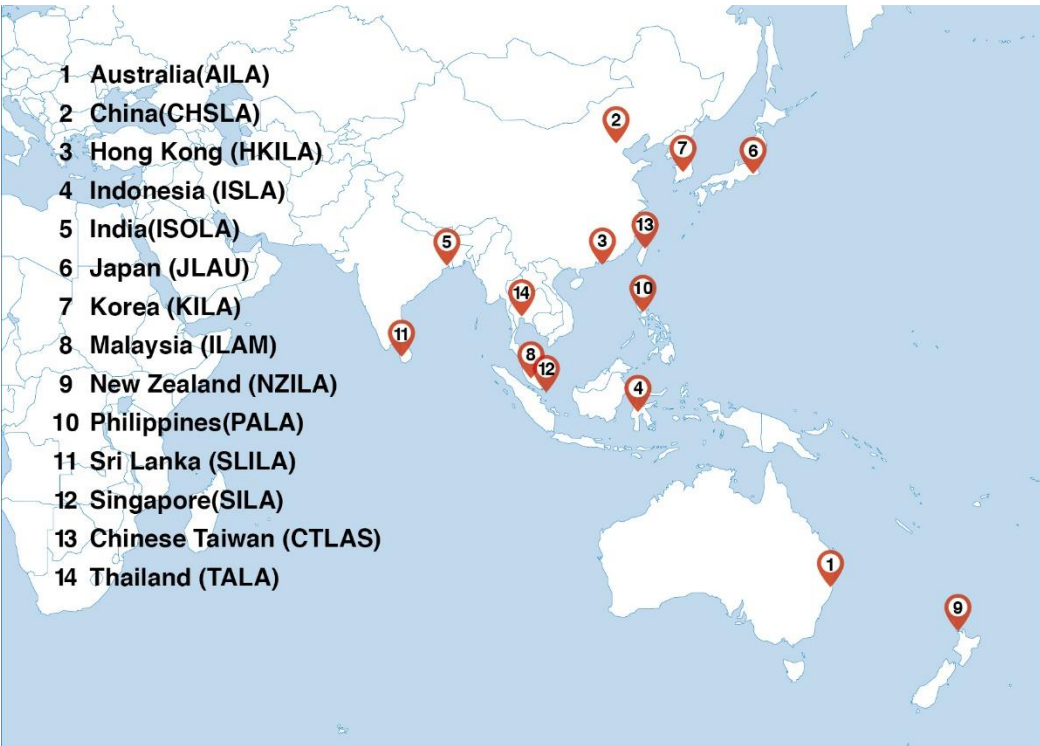 1 Australia(AILA)
2 China(CHSLA)
3 Hong Kong (HKILA)
4 Indonesia (ISLA)
5 India(ISOLA)
6 Japan (JLAU)
7 Korea (KILA)
8 Malaysia (ILAM)
9 New Zealand (NZILA)
10 Philippines(PALA)
11 Sri Lanka (SLILA)
12 Singapore(SILA)
13 Chinese Taiwan (CTLAS)
14 Thailand (TALA)
2
7
6
13
5
3
10
14
11
8
12
4
1
9